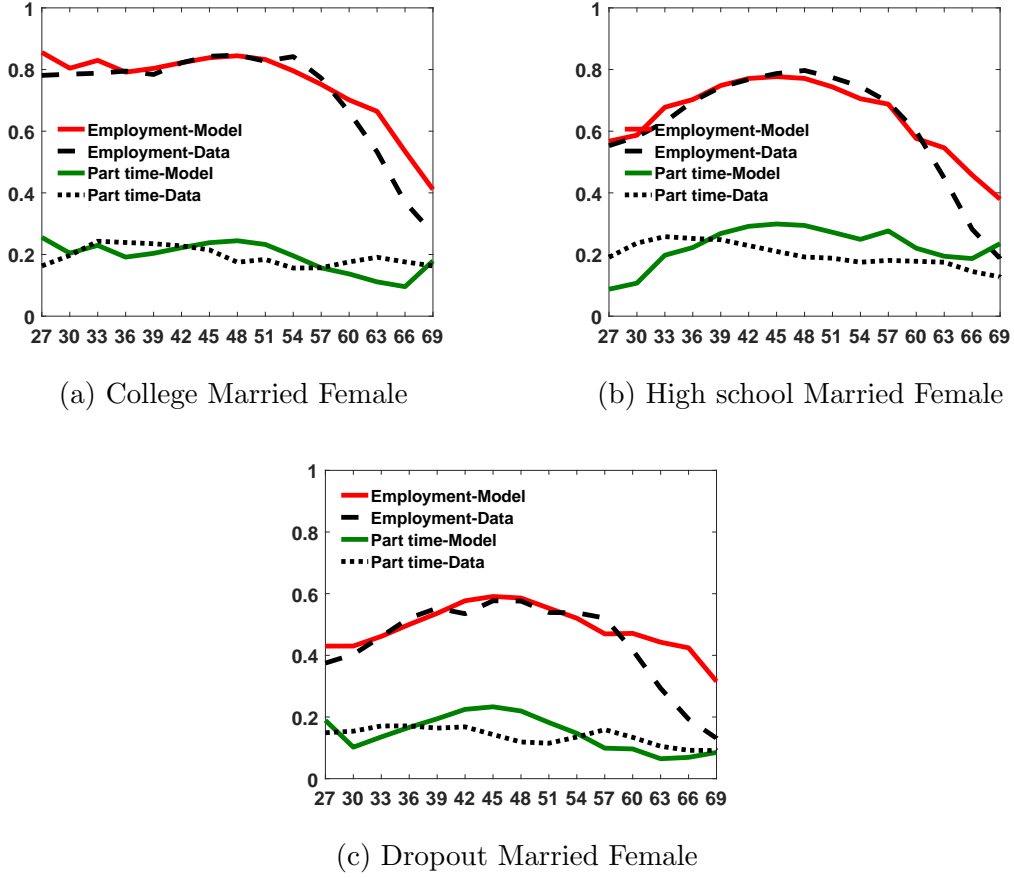 1
0.8
0.6
0.4
0.2
0
Employment-Model
Employment-Data
Part time-Model
Part time-Data
27 30 33 36 39 42 45 48 51 54 57 60 63 66 69
(a) College Married Female
1
0.8
0.6
0.4
0.2
0
Employment-Model
Employment-Data
Part time-Model
Part time-Data
27 30 33 36 39 42 45 48 51 54 57 60 63 66 69
(b) High school Married Female
1
0.8
0.6
0.4
0.2
0
Employment-Model
Employment-Data
Part time-Model
Part time-Data
27 30 33 36 39 42 45 48 51 54 57 60 63 66 69
(c) Dropout Married Female